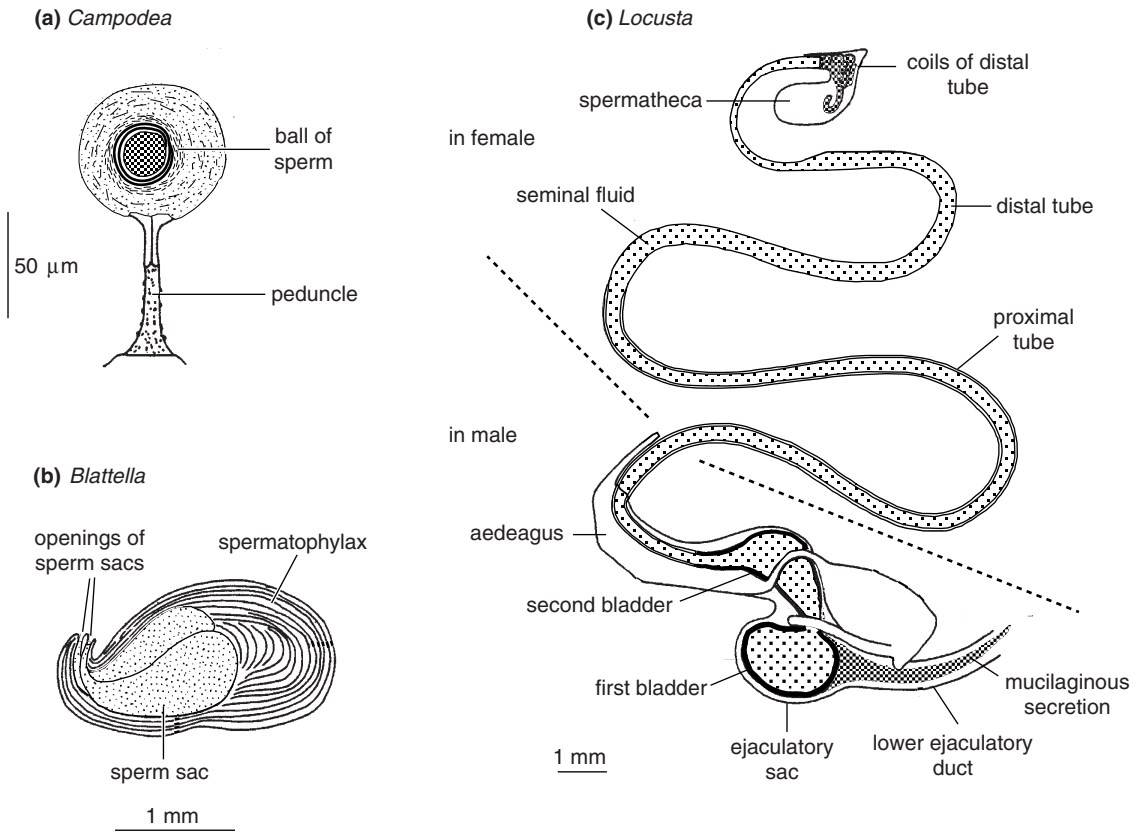 (a) Campodea
ball of
sperm
50 μm
peduncle
(b) Blattella
openings of
sperm sacs
spermatophylax
sperm sac
1 mm
(c) Locusta
coils of distal
tube
spermatheca
in female
seminal fluid
distal tube
proximal
tube
in male
aedeagus
second bladder
first bladder
mucilaginous
secretion
1 mm
ejaculatory
sac
lower ejaculatory
duct